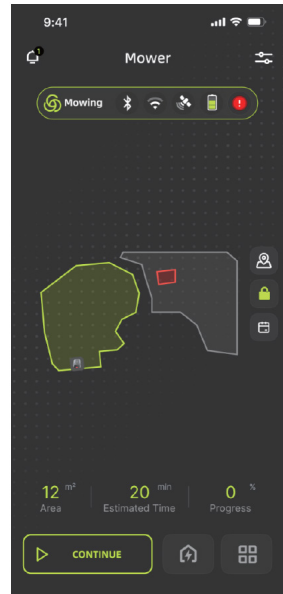 9:41
1
Mower
Mowing
!
12 m²
20 min
0 %
Area
Estimated Time
Progress
CONTINUE